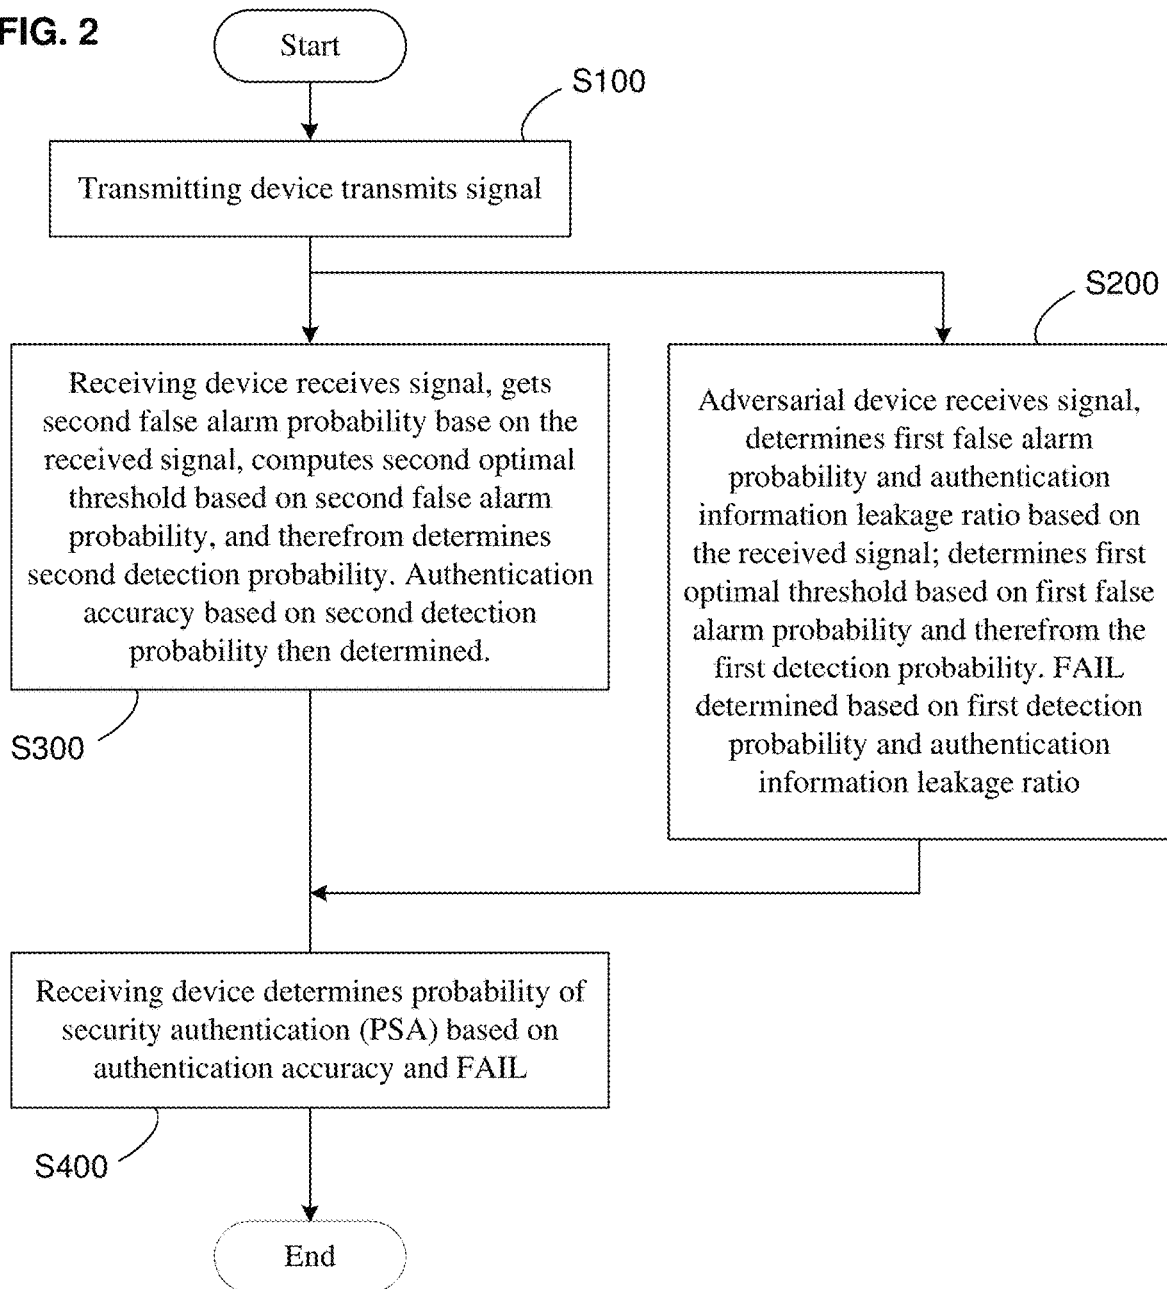 FIG. 2
Start
S100
Transmitting device transmits signal
S200
Receiving device receives signal, gets
second false alarm probability base on the
received signal, computes second optimal
threshold based on second false alarm
probability, and therefrom determines
second detection probability. Authentication
accuracy based on second detection
probability then determined.
S300
Adversarial device receives signal,
determines first false alarm
probability and authentication
information leakage ratio based on
the received signal; determines first
optimal threshold based on first false
alarm probability and therefrom the
first detection probability. FAIL
determined based on first detection
probability and authentication
information leakage ratio
Receiving device determines probability of
security authentication (PSA) based on
authentication accuracy and FAIL
S400
End